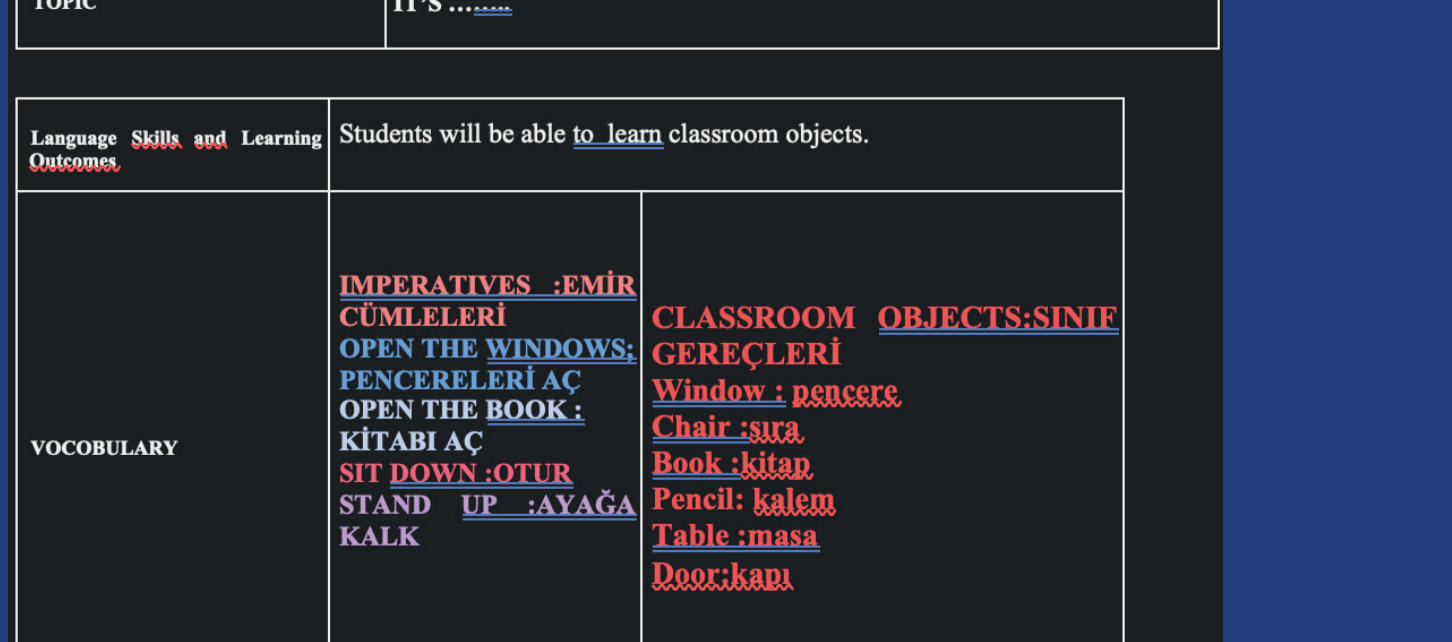 TOPIC
IT’S ........
Language Skills and Learning
Outcomes
Students will be able to learn classroom objects.
VOCOBULARY
IMPERATIVES :EMİR
CÜMLELERİ
OPEN THE WINDOWS;
PENCERELERİ AÇ
OPEN THE BOOK :
KİTABI AÇ
SIT DOWN :OTUR
STAND UP :AYAĞA
KALK
CLASSROOM OBJECTS:SINIF
GEREÇLERİ
Window : pencere
Chair :sıra
Book :kitap
Pencil: kalem
Table :masa
Door:kapı